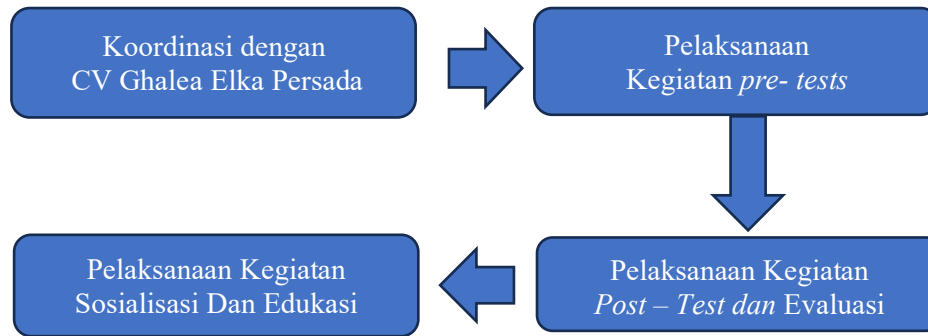 Koordinasi dengan
CV Ghalea Elka Persada
Pelaksanaan
Kegiatan pre- tests
Pelaksanaan Kegiatan
Post – Test dan Evaluasi
Pelaksanaan Kegiatan
Sosialisasi Dan Edukasi